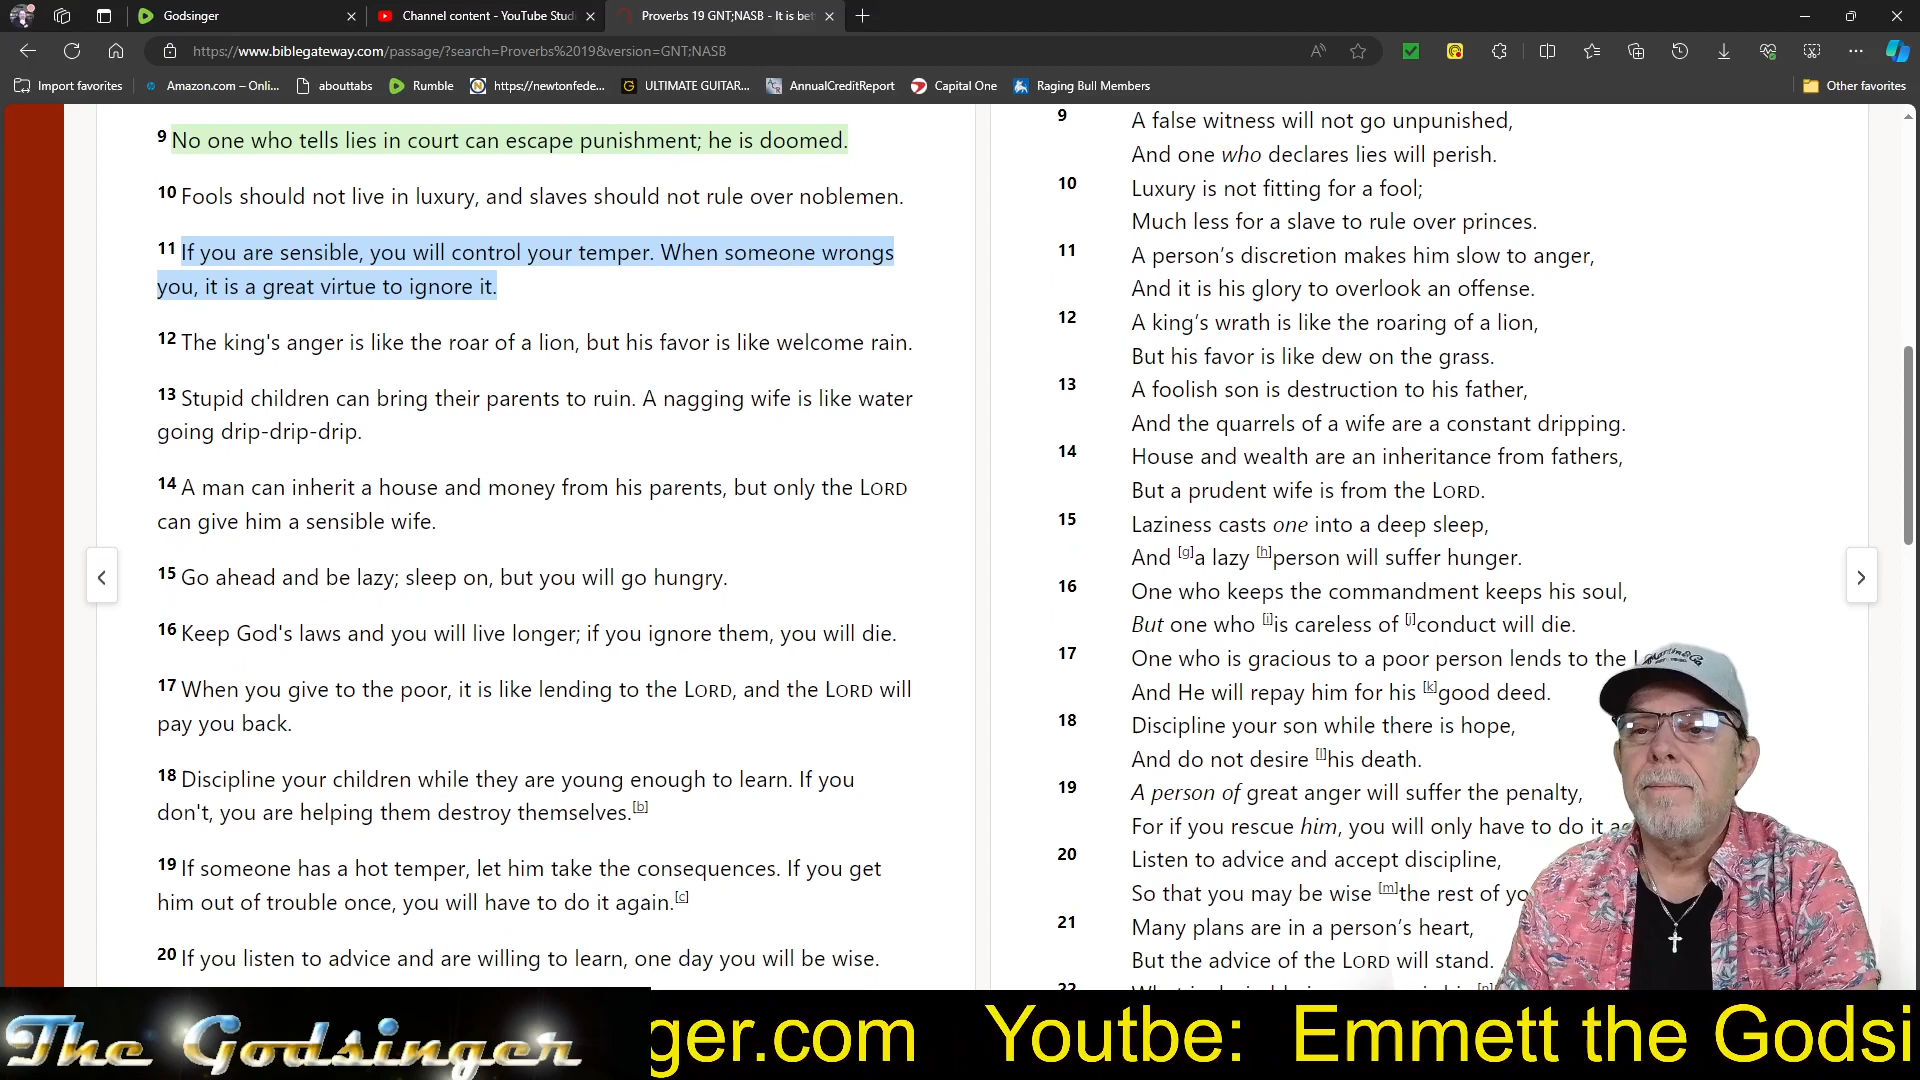 Godsinger
Channel content - YouTube Studi
Proverbs 19 GNT;NASB - It is bet
https://www.biblegateway.com/passage/?search=Proverbs%2019&version=GNT;NASB
Import favorites
Amazon.com – Onli...
abouttabs
Rumble
https://newtonfede...
ULTIMATE GUITAR...
AnnualCreditReport
Capital One
Raging Bull Members
Other favorites
9 No one who tells lies in court can escape punishment; he is doomed.
10 Fools should not live in luxury, and slaves should not rule over noblemen.
11 If you are sensible, you will control your temper. When someone wrongs
you, it is a great virtue to ignore it.
12 The king's anger is like the roar of a lion, but his favor is like welcome rain.
13 Stupid children can bring their parents to ruin. A nagging wife is like water
going drip-drip-drip.
14 A man can inherit a house and money from his parents, but only the LORD
can give him a sensible wife.
15 Go ahead and be lazy; sleep on, but you will go hungry.
16 Keep God's laws and you will live longer; if you ignore them, you will die.
17 When you give to the poor, it is like lending to the LORD, and the LORD will
pay you back.
18 Discipline your children while they are young enough to learn. If you
don't, you are helping them destroy themselves.[b]
19 If someone has a hot temper, let him take the consequences. If you get
him out of trouble once, you will have to do it again.[c]
20 If you listen to advice and are willing to learn, one day you will be wise.
9 A false witness will not go unpunished,
And one who declares lies will perish.
10 Luxury is not fitting for a fool;
Much less for a slave to rule over princes.
11 A person’s discretion makes him slow to anger,
And it is his glory to overlook an offense.
12 A king’s wrath is like the roaring of a lion,
But his favor is like dew on the grass.
13 A foolish son is destruction to his father,
And the quarrels of a wife are a constant dripping.
14 House and wealth are an inheritance from fathers,
But a prudent wife is from the LORD.
15 Laziness casts one into a deep sleep,
And [g]a lazy [h]person will suffer hunger.
16 One who keeps the commandment keeps his soul,
But one who [i]is careless of [j]conduct will die.
17 One who is gracious to a poor person lends to the L
And He will repay him for his [k]good deed.
18 Discipline your son while there is hope,
And do not desire [l]his death.
19 A person of great anger will suffer the penalty,
For if you rescue him, you will only have to do it ag
20 Listen to advice and accept discipline,
So that you may be wise [m]the rest of yo
21 Many plans are in a person’s heart,
But the advice of the LORD will stand.
22
Martin & Co
The Godsinger
ger.com Youtbe: Emmett the Godsi